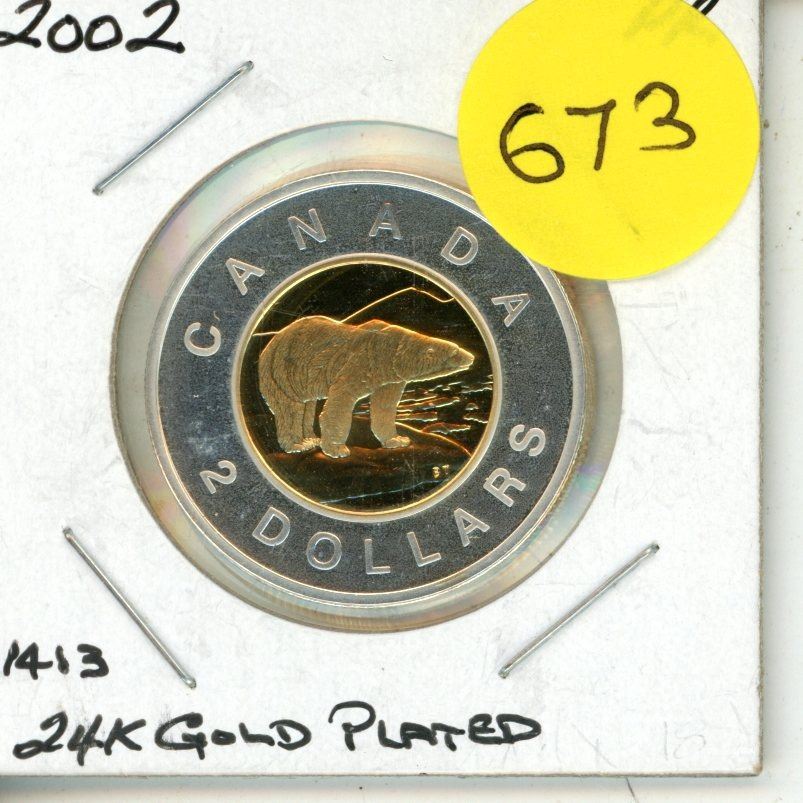 2002
673
CANADA
2 DOLLARS
BT
1413
24K GOLD PLATED